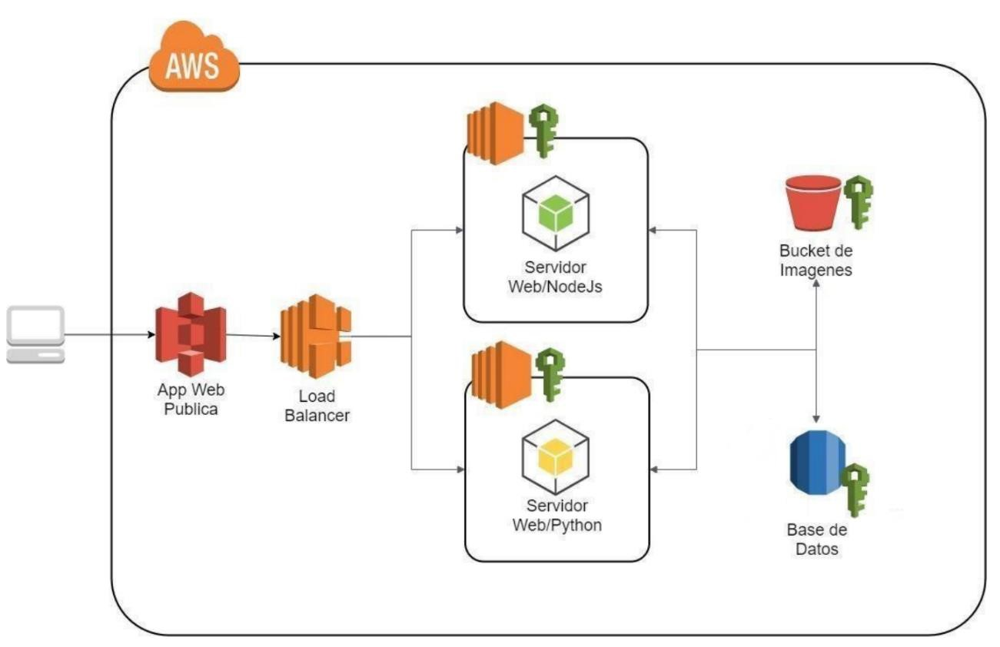 AWS
App Web
Publica
Load
Balancer
Servidor
Web/NodeJs
Servidor
Web/Python
Bucket de
Imagenes
Base de
Datos